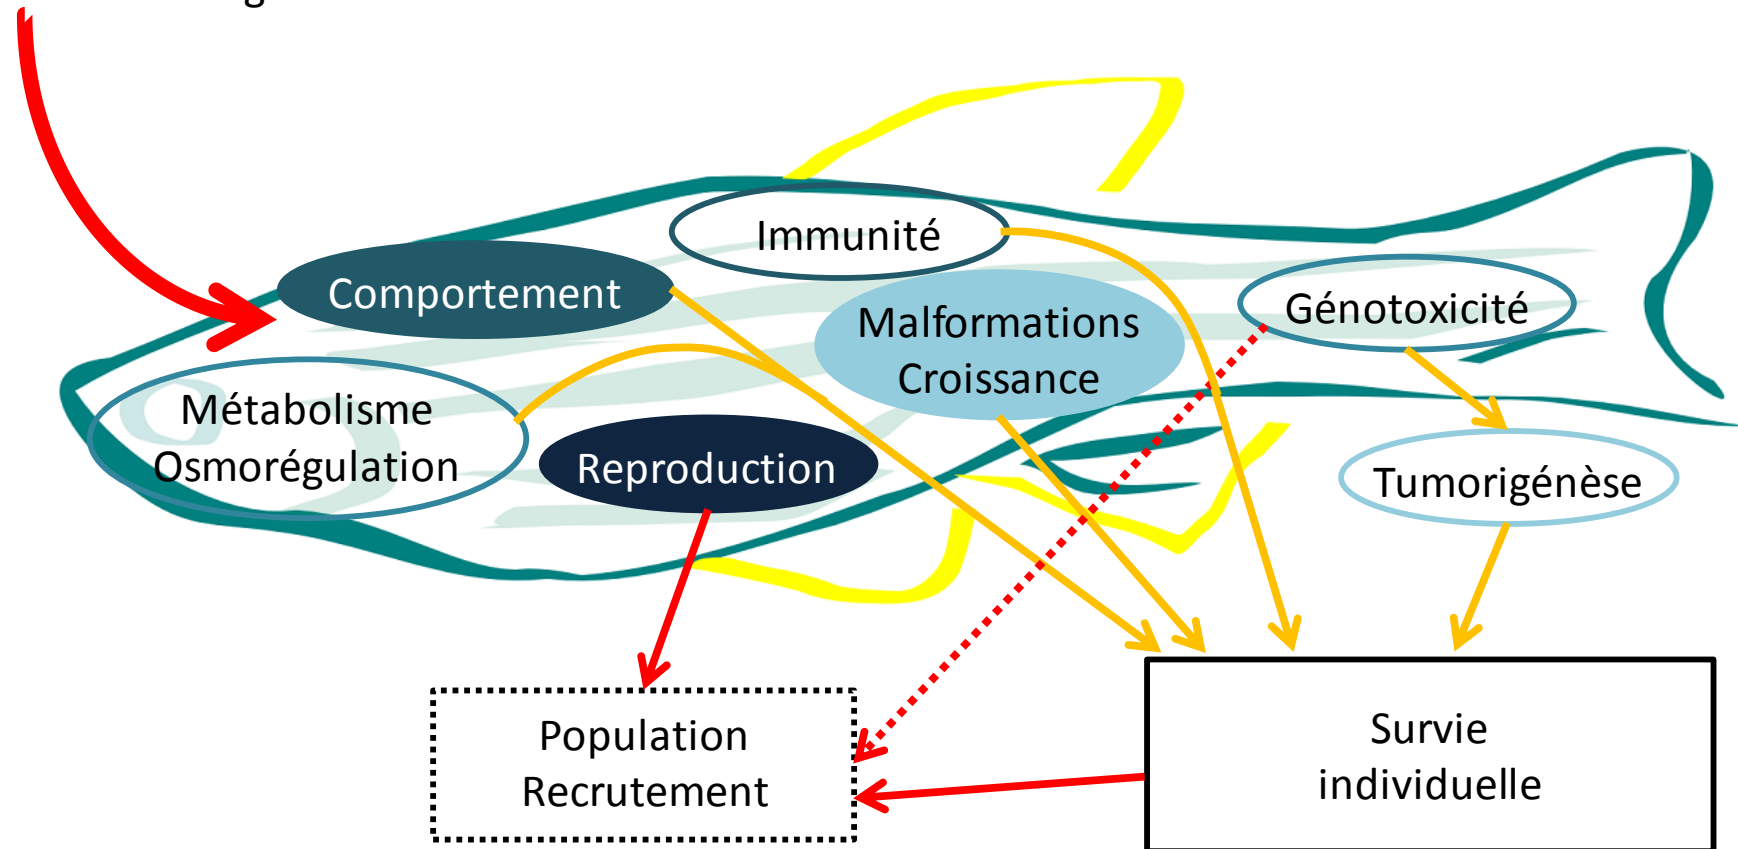 Immunité
Comportement
Génotoxicité
Malformations
Croissance
Métabolisme
Osmorégulation
Reproduction
Tumorigénèse
Population
Recrutement
Survie
individuelle